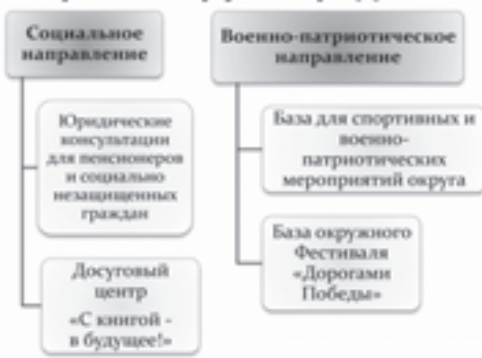 Социальное
направление
Юридические
консультации
для пенсионеров
и социально
незащищенных
граждан
Досуговый
центр
«С книгой -
в будущее!»
Военно-патриотическое
направление
База для спортивных и
военно-
патриотических
мероприятий округа
База окружного
Фестиваля
«Дорогами
Победы»